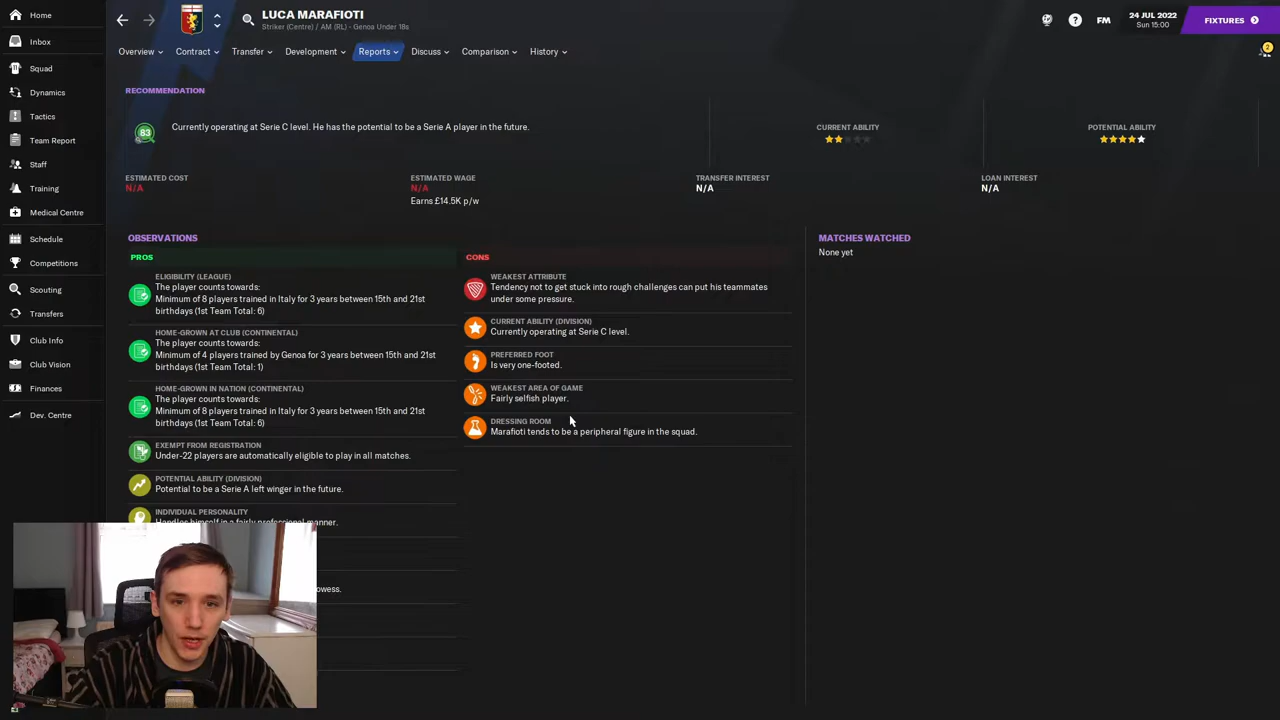 Home
Inbox
Squad
Dynamics
Tactics
Team Report
Staff
Training
Medical Centre
Schedule
Competitions
Scouting
Transfers
Club Info
Club Vision
Finances
Dev. Centre
LUCA MARAFIOTI
Striker (Centre) / AM (RL) - Genoa Under 18s
FM
24 JUL 2022
Sun 15:00
FIXTURES
2
Overview
Contract
Transfer
Development
Reports
Discuss
Comparison
History
RECOMMENDATION
83
Currently operating at Serie C level. He has the potential to be a Serie A player in the future.
CURRENT ABILITY
POTENTIAL ABILITY
ESTIMATED COST
N/A
ESTIMATED WAGE
N/A
Earns £14.5K p/w
TRANSFER INTEREST
N/A
LOAN INTEREST
N/A
OBSERVATIONS
PROS
ELIGIBILITY (LEAGUE)
The player counts towards:
Minimum of 8 players trained in Italy for 3 years between 15th and 21st
birthdays (1st Team Total: 6)
HOME-GROWN AT CLUB (CONTINENTAL)
The player counts towards:
Minimum of 4 players trained by Genoa for 3 years between 15th and 21st
birthdays (1st Team Total: 1)
HOME-GROWN IN NATION (CONTINENTAL)
The player counts towards:
Minimum of 8 players trained in Italy for 3 years between 15th and 21st
birthdays (1st Team Total: 6)
EXEMPT FROM REGISTRATION
Under-22 players are automatically eligible to play in all matches.
POTENTIAL ABILITY (DIVISION)
Potential to be a Serie A left winger in the future.
INDIVIDUAL PERSONALITY
Handles himself in a fairly professional manner.
CONS
WEAKEST ATTRIBUTE
Tendency not to get stuck into rough challenges can put his teammates
under some pressure.
CURRENT ABILITY (DIVISION)
Currently operating at Serie C level.
PREFERRED FOOT
Is very one-footed.
WEAKEST AREA OF GAME
Fairly selfish player.
DRESSING ROOM
Marafioti tends to be a peripheral figure in the squad.
MATCHES WATCHED
None yet